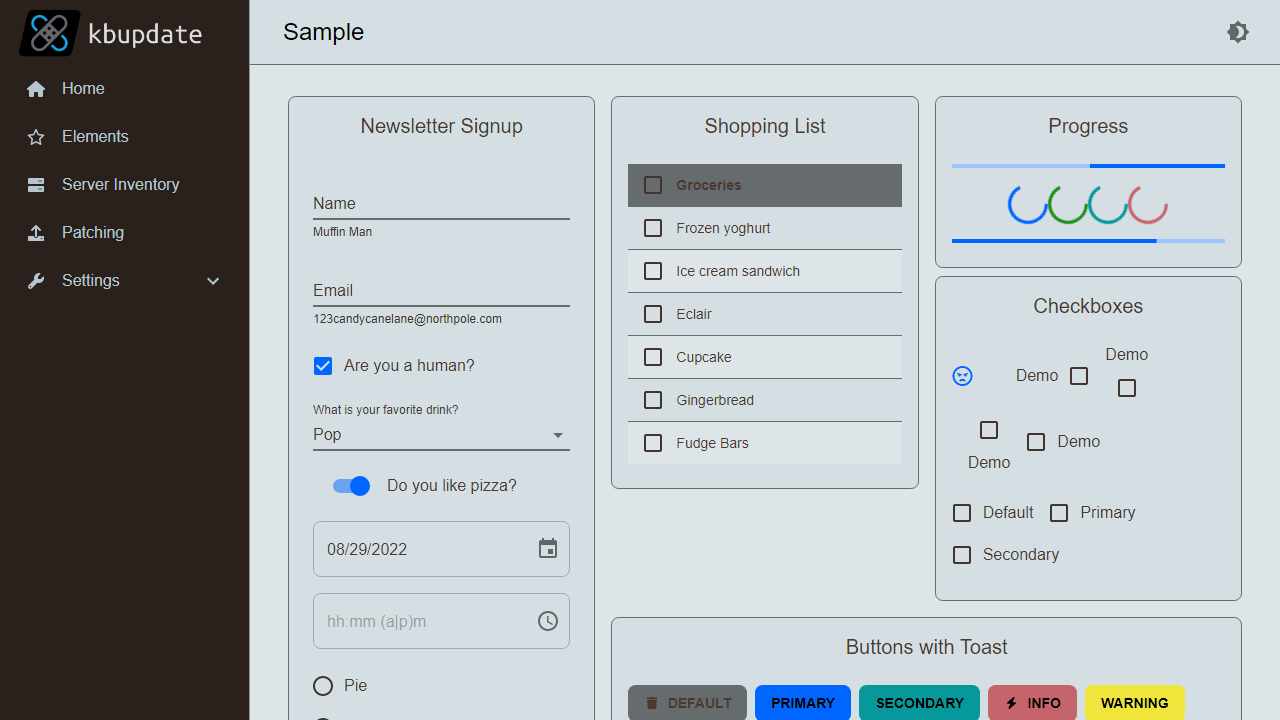 kbupdate
Home
Elements
Server Inventory
Patching
Settings
Sample
Newsletter Signup
Name
Muffin Man
Email
123candycanelane@northpole.com
Are you a human?
What is your favorite drink?
Pop
Do you like pizza?
08/29/2022
hh:mm (a|p)m
Pie
Shopping List
Groceries
Frozen yoghurt
Ice cream sandwich
Eclair
Cupcake
Gingerbread
Fudge Bars
Progress
Checkboxes
Demo
Demo
Demo
Demo
Default
Primary
Secondary
Buttons with Toast
DEFAULT
PRIMARY
SECONDARY
INFO
WARNING